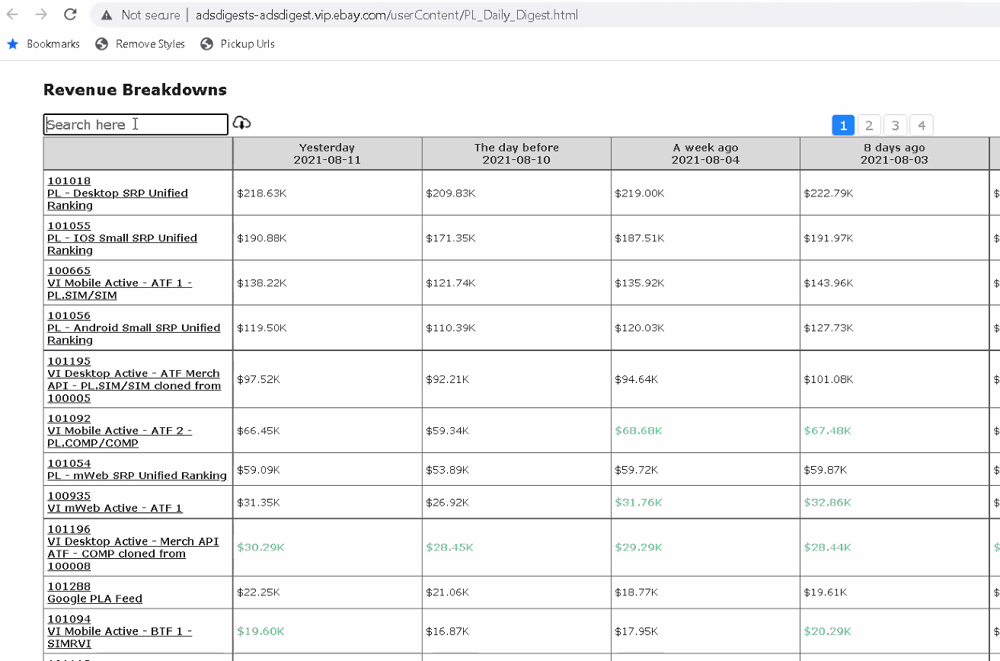 Not secure | adsdigests-adsdigest.vip.ebay.com/userContent/PL_Daily_Digest.html
Bookmarks Remove Styles Pickup Urls
Revenue Breakdowns
Search here
1 2 3 4
Yesterday The day before A week ago 8 days ago
2021-08-11 2021-08-10 2021-08-04 2021-08-03
101018
PL - Desktop SRP Unified $218.63K $209.83K $219.00K $222.79K $
Ranking
101055
PL - IOS Small SRP Unified $190.88K $171.35K $187.51K $191.97K $
Ranking
100665
VI Mobile Active - ATF 1 - $138.22K $121.74K $135.92K $143.96K $
PL.SIM/SIM
101056
PL - Android Small SRP Unified $119.50K $110.39K $120.03K $127.73K $
Ranking
101195
VI Desktop Active - ATF Merch
API - PL.SIM/SIM cloned from $97.52K $92.21K $94.64K $101.08K $
100005
101092
VI Mobile Active - ATF 2 - $66.45K $59.34K $68.68K $67.48K $
PL.COMP/COMP
101054
PL - mWeb SRP Unified Ranking $59.09K $53.89K $59.72K $59.87K $
100935
VI mWeb Active - ATF 1 $31.35K $26.92K $31.76K $32.86K $
101196
VI Desktop Active - Merch API
ATF - COMP cloned from $30.29K $28.45K $29.29K $28.44K $
100008
101288
Google PLA Feed $22.25K $21.06K $18.77K $19.61K $
101094
VI Mobile Active - BTF 1 - $19.60K $16.87K $17.95K $20.29K $
SIMRVI